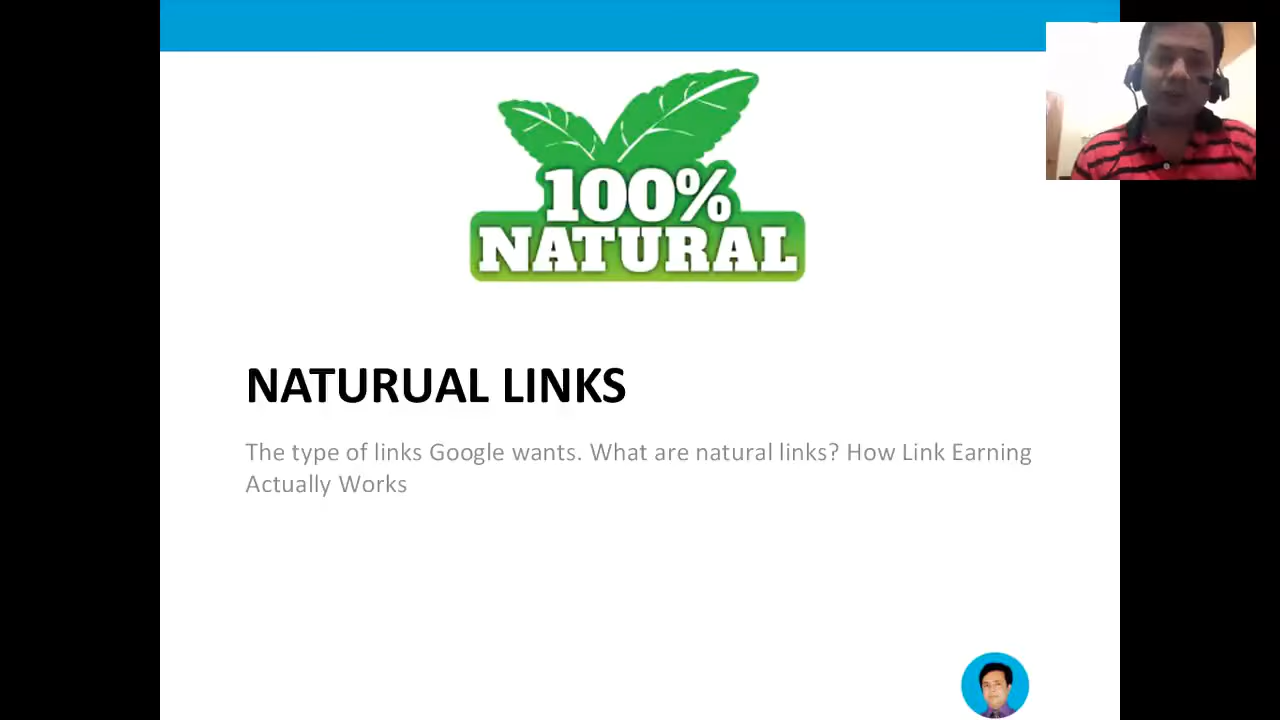 100%
NATURAL
NATURUAL LINKS
The type of links Google wants. What are natural links? How Link Earning
Actually Works